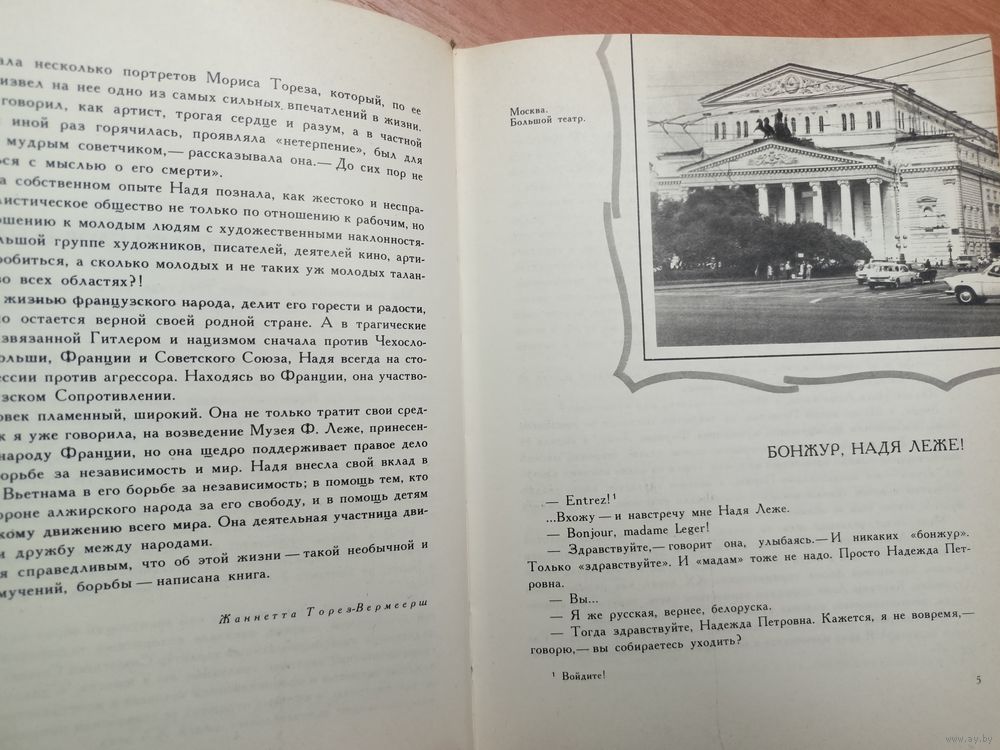 ала несколько портретов Мориса Тореза, который, по ее
извел на нее одно из самых сильных впечатлений в жизни.
говорил, как артист, трогая сердце и разум, а в частной
иной раз горячилась, проявляла «нетерпение», был для
мудрым советчиком,— рассказывала она.— До сих пор не
ься с мыслью о его смерти».
а собственном опыте Надя познала, как жестоко и неспра-
листическое общество не только по отношению к рабочим, но
ошению к молодым людям с художественными наклонностя-
льшой группе художников, писателей, деятелей кино, арти-
робиться, а сколько молодых и не таких уж молодых талан-
во всех областях?!
жизнью французского народа, делит его горести и радости,
но остается верной своей родной стране. А в трагические
звязанной Гитлером и нацизмом сначала против Чехосло-
ольши, Франции и Советского Союза, Надя всегда на сто-
ессии против агрессора. Находясь во Франции, она участво-
узском Сопротивлении.
овек пламенный, широкий. Она не только тратит свои сред-
к я уже говорила, на возведение Музея Ф. Леже, принесен-
народу Франции, но она щедро поддерживает правое дело
борьбе за независимость и мир. Надя внесла свой вклад в
Вьетнама в его борьбе за независимость; в помощь тем, кто
ороне алжирского народа за его свободу, и в помощь детям
скому движению всего мира. Она деятельная участница дви-
и дружбу между народами.
я справедливым, что об этой жизни — такой необычной и
мучений, борьбы — написана книга.
Жаннетта Торез-Вермеерш
Москва.
Большой театр.
БОНЖУР, НАДЯ ЛЕЖЕ!
— Entrez!¹
...Вхожу — и навстречу мне Надя Леже.
— Bonjour, madame Leger!
— Здравствуйте,— говорит она, улыбаясь.— И никаких «бонжур».
Только «здравствуйте». И «мадам» тоже не надо. Просто Надежда Пет-
ровна.
— Вы...
— Я же русская, вернее, белоруска.
— Тогда здравствуйте, Надежда Петровна. Кажется, я не вовремя,—
говорю,— вы собираетесь уходить?
¹ Войдите!
5
www.ay.by